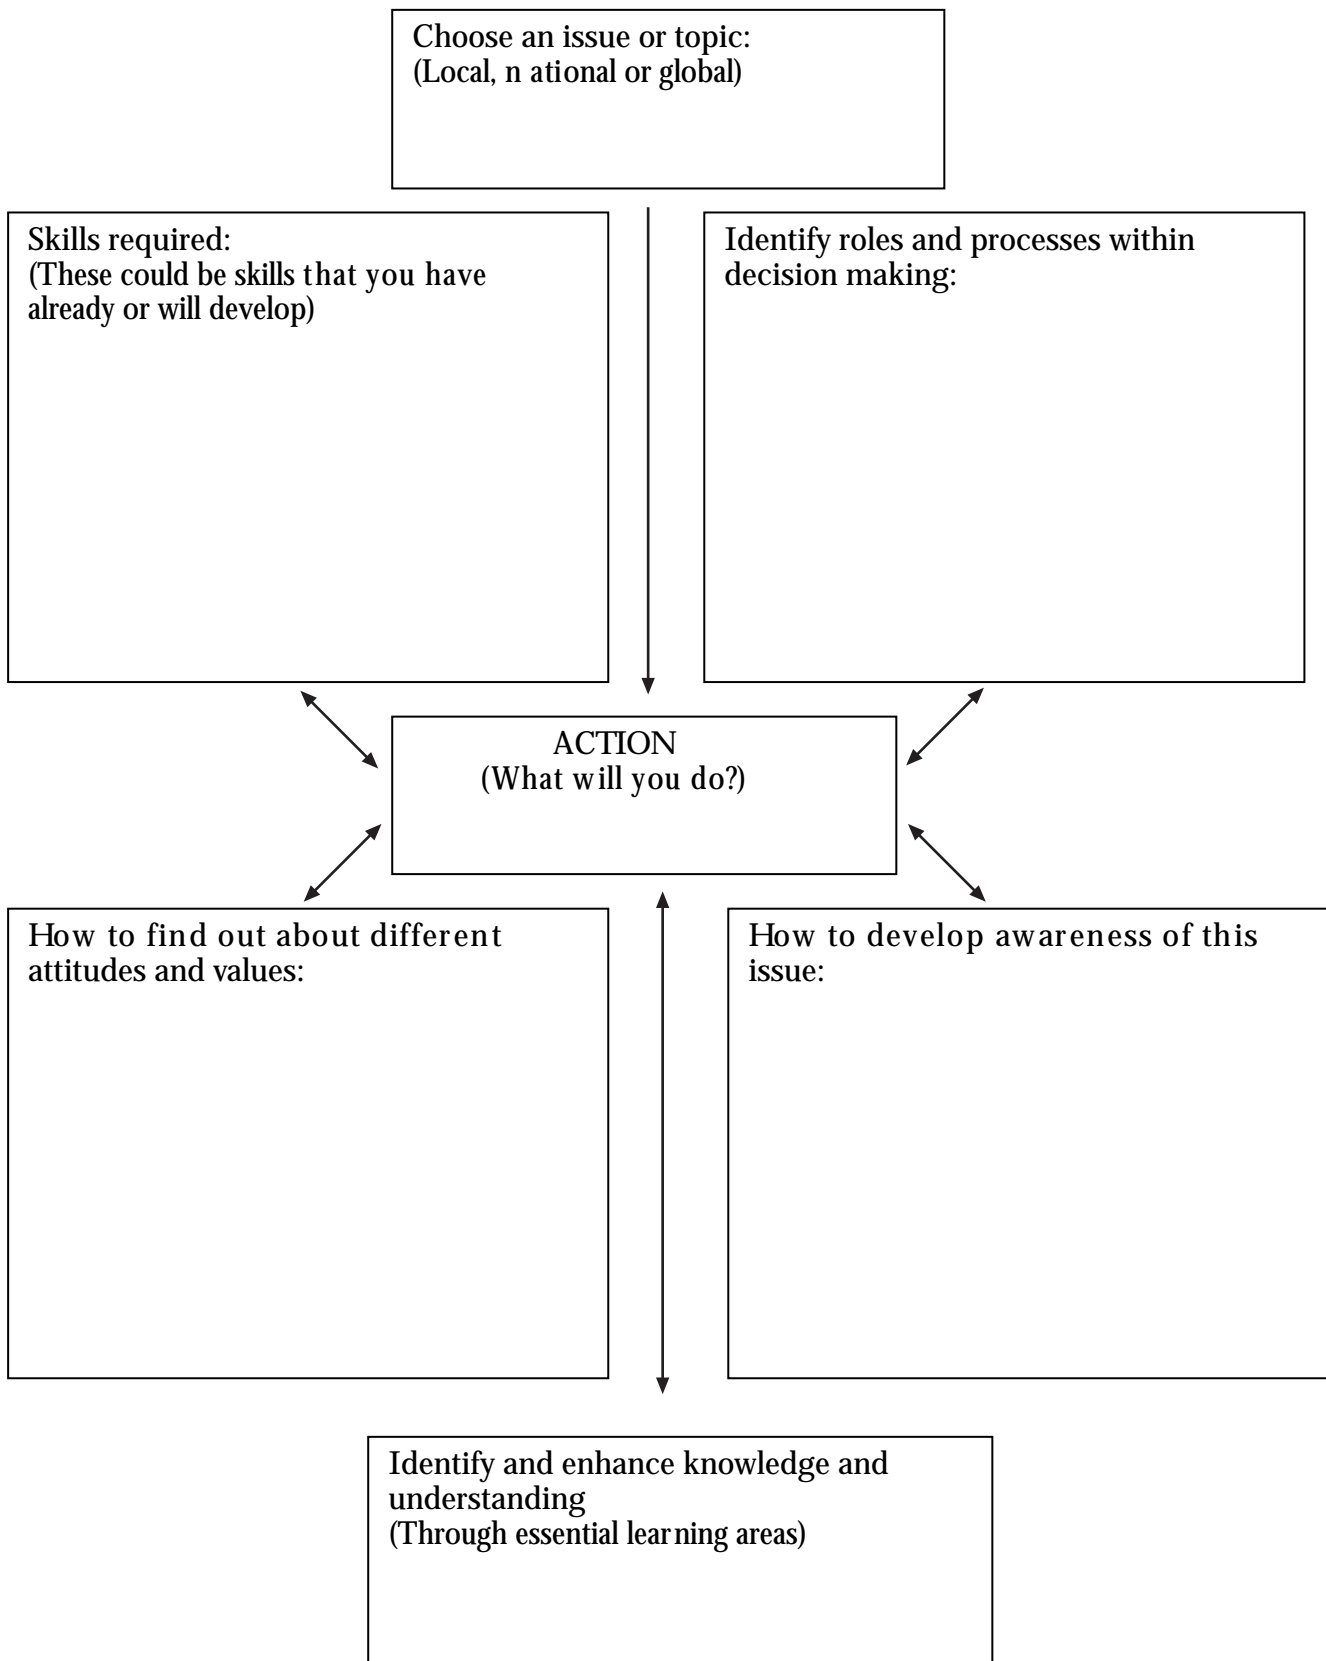 Choose an issue or topic:
(Local, n ational or global)
Skills required:
(These could be skills that you have
already or will develop)
Identify roles and processes within
decision making:
ACTION
(What will you do?)
How to find out about different
attitudes and values:
How to develop awareness of this
issue:
Identify and enhance knowledge and
understanding
(Through essential learning areas)